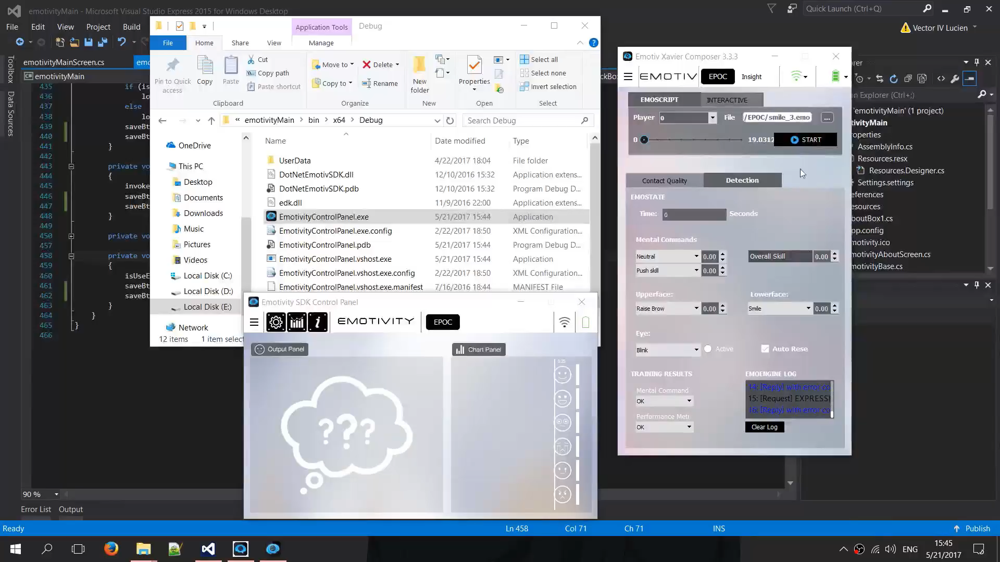 emotivityMain - Microsoft Visual Studio Express 2015 for Windows Desktop
Quick Launch (Ctrl+Q)
File Edit View Project Build
Vector IV Lucien
Toolbox
Data Sources
emotivityMainScreen.cs
emotivityMain
435 if (is
436 lo
437 else
438 lo
439 saveBt
440 saveBt
441 }
442
443 private vo
444 {
445 invoke
446 saveBt
447 saveBt
448 }
449
450 private vo
457
458 private vo
459 {
460 isUseE
461 saveBt
462 saveBt
463 }
464 }
465 }
466
90 %
Error List Output
Ready Ln 458 Col 71 Ch 71 INS Publish
Application Tools Debug
File Home Share View Manage
Pin to Quick access
Copy
Paste
Cut
Copy path
Paste shortcut
Clipboard
Move to
Copy to
Delete
Rename
Organize
New folder
New
Properties
Open
Select all
Select none
Invert selection
Select
« emotivityMain > bin > x64 > Debug
Search Debug
OneDrive
This PC
Desktop
Documents
Downloads
Music
Pictures
Videos
Local Disk (C:)
Local Disk (D:)
Local Disk (E:)
Network
12 items 1 item select
Name Date modified Type
UserData 4/22/2017 18:04 File folder
DotNetEmotivSDK.dll 12/10/2016 15:32 Application extens...
DotNetEmotivSDK.pdb 12/10/2016 15:32 Program Debug D...
edk.dll 11/9/2016 22:00 Application extens...
EmotivityControlPanel.exe 5/21/2017 15:44 Application
EmotivityControlPanel.exe.config 2/22/2017 18:50 XML Configuration...
EmotivityControlPanel.pdb 5/21/2017 15:44 Program Debug D...
EmotivityControlPanel.vshost.exe 5/21/2017 15:44 Application
EmotivityControlPanel.vshost.exe.config 2/22/2017 18:50 XML Configuration...
EmotivityControlPanel.vshost.exe.manifest 7/16/2016 18:44 MANIFEST File
Emotivity SDK Control Panel
EMOTIVITY EPOC
Output Panel
Chart Panel
0.25
???
Emotiv Xavier Composer 3.3.3
EMOTIV EPOC Insight
EMOSCRIPT INTERACTIVE
Player 0 File /EPOC/smile_3.emo ...
0 19.0312 START
Contact Quality Detection
EMOSTATE
Time: 0 Seconds
Mental Commands
Neutral 0.00 Overall Skill 0.00
Push skill 0.00
Upperface: Lowerface:
Raise Brow 0.00 Smile 0.00
Eye:
Blink Active Auto Rese
TRAINING RESULTS EMOENGINE LOG
Mental Command
OK
Performance Metr
OK
14: [Reply] with error co
15: [Request] EXPRESS
16: [Reply] with error co
Clear Log
n Explorer (Ctrl+;)
'emotivityMain' (1 project)
tivityMain
roperties
AssemblyInfo.cs
Resources.resx
Resources.Designer.cs
Settings.settings
eferences
esources
boutBox1.cs
pp.config
motivity.ico
motivityAboutScreen.cs
motivityBase.cs
ENG
15:45
5/21/2017